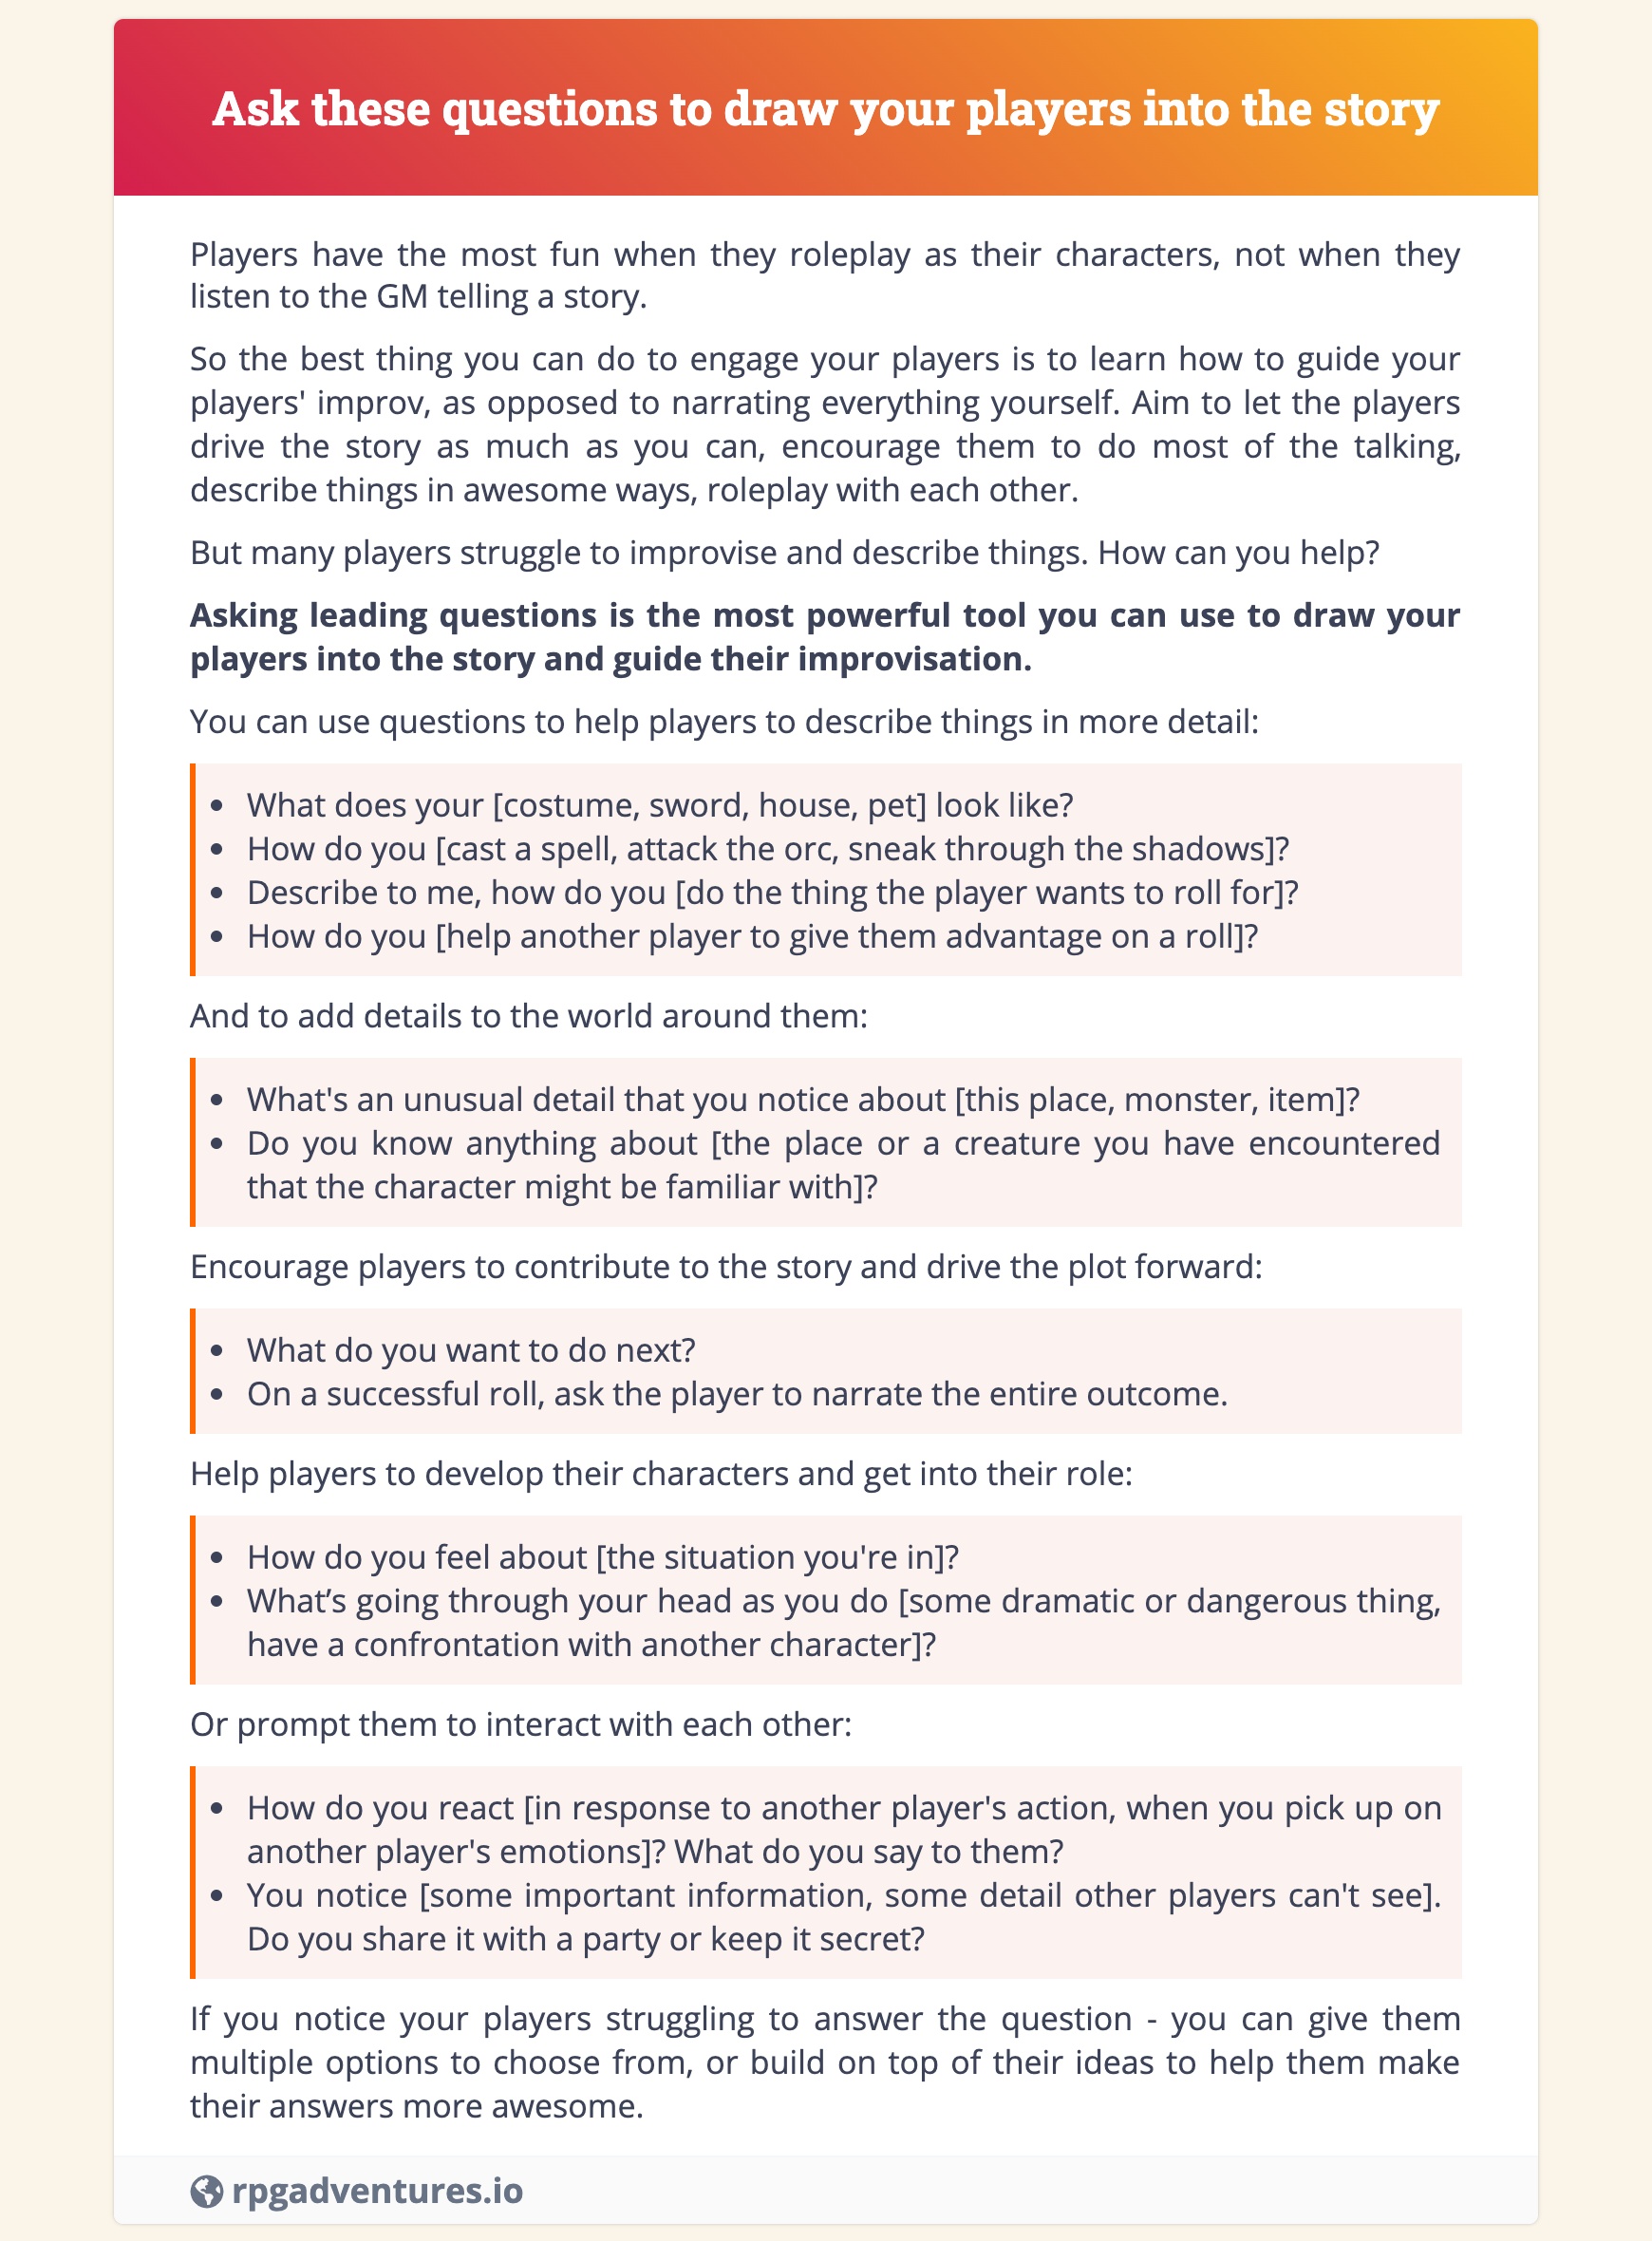 Ask these questions to draw your players into the story
Players have the most fun when they roleplay as their characters, not when they
listen to the GM telling a story.
So the best thing you can do to engage your players is to learn how to guide your
players' improv, as opposed to narrating everything yourself. Aim to let the players
drive the story as much as you can, encourage them to do most of the talking,
describe things in awesome ways, roleplay with each other.
But many players struggle to improvise and describe things. How can you help?
Asking leading questions is the most powerful tool you can use to draw your
players into the story and guide their improvisation.
You can use questions to help players to describe things in more detail:
• What does your [costume, sword, house, pet] look like?
• How do you [cast a spell, attack the orc, sneak through the shadows]?
• Describe to me, how do you [do the thing the player wants to roll for]?
• How do you [help another player to give them advantage on a roll]?
And to add details to the world around them:
• What's an unusual detail that you notice about [this place, monster, item]?
• Do you know anything about [the place or a creature you have encountered
that the character might be familiar with]?
Encourage players to contribute to the story and drive the plot forward:
• What do you want to do next?
• On a successful roll, ask the player to narrate the entire outcome.
Help players to develop their characters and get into their role:
• How do you feel about [the situation you're in]?
• What’s going through your head as you do [some dramatic or dangerous thing,
have a confrontation with another character]?
Or prompt them to interact with each other:
• How do you react [in response to another player's action, when you pick up on
another player's emotions]? What do you say to them?
• You notice [some important information, some detail other players can't see].
Do you share it with a party or keep it secret?
If you notice your players struggling to answer the question - you can give them
multiple options to choose from, or build on top of their ideas to help them make
their answers more awesome.
rpgadventures.io